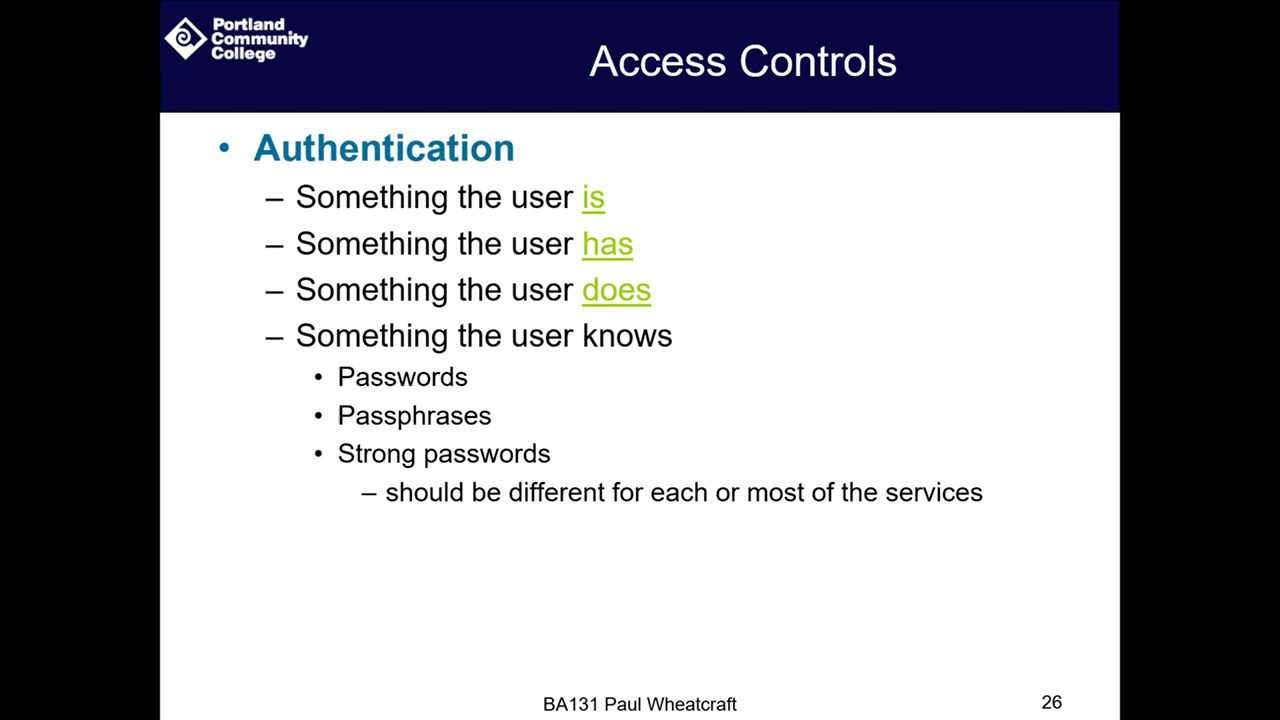 Portland
Community
College
Access Controls
• Authentication
– Something the user is
– Something the user has
– Something the user does
– Something the user knows
• Passwords
• Passphrases
• Strong passwords
– should be different for each or most of the services
BA131 Paul Wheatcraft
26